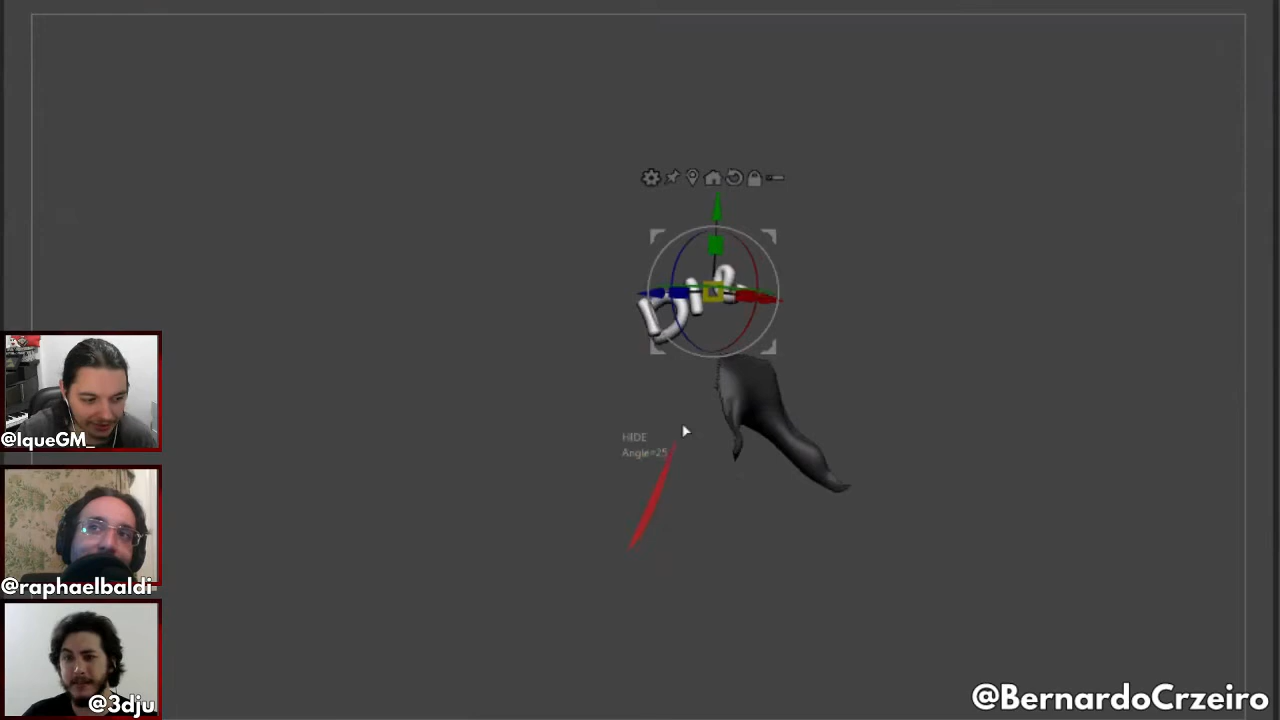 HIDE
Angle=25
@IqueGM_
@raphaelbaldi
@3dju
@BernardoCrzeiro